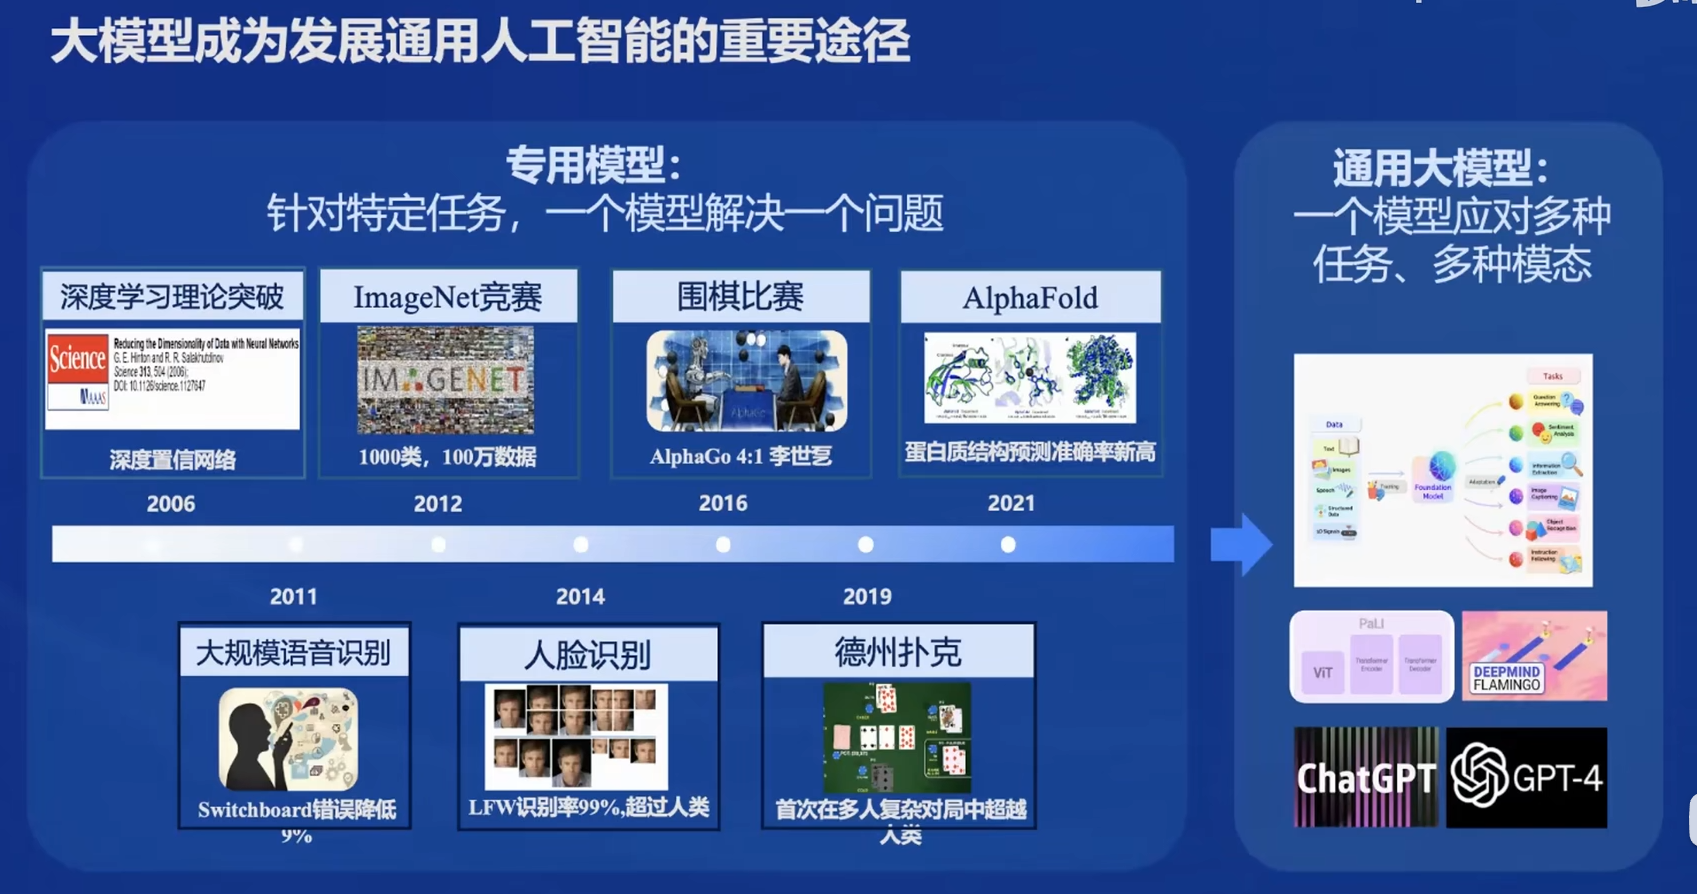 大模型成为发展通用人工智能的重要途径
专用模型：
针对特定任务，一个模型解决一个问题
深度学习理论突破
Science
AAAS
Reducing the Dimensionality of Data with Neural Networks
G. E. Hinton and R. R. Salakhutdinov
Science 313, 504 (2006);
DOI: 10.1126/science.1127647
深度置信网络
2006
ImageNet竞赛
IMAGENET
1000类，100万数据
2012
围棋比赛
AlphaGo
AlphaGo 4:1 李世乭
2016
AlphaFold
蛋白质结构预测准确率新高
2021
2011
大规模语音识别
Switchboard错误降低
9%
2014
人脸识别
LFW识别率99%,超过人类
2019
德州扑克
首次在多人复杂对局中超越
人类
通用大模型：
一个模型应对多种
任务、多种模态
Data
Text
Images
Speech
Structured
Data
3D Signals
Training
Foundation
Model
Adaptation
Tasks
Question
Answering
Sentiment
Analysis
Information
Extraction
Image
Captioning
Object
Recognition
Instruction
Following
PaLI
ViT
Transformer
Encoder
Transformer
Decoder
DEEPMIND
FLAMINGO
ChatGPT
GPT-4